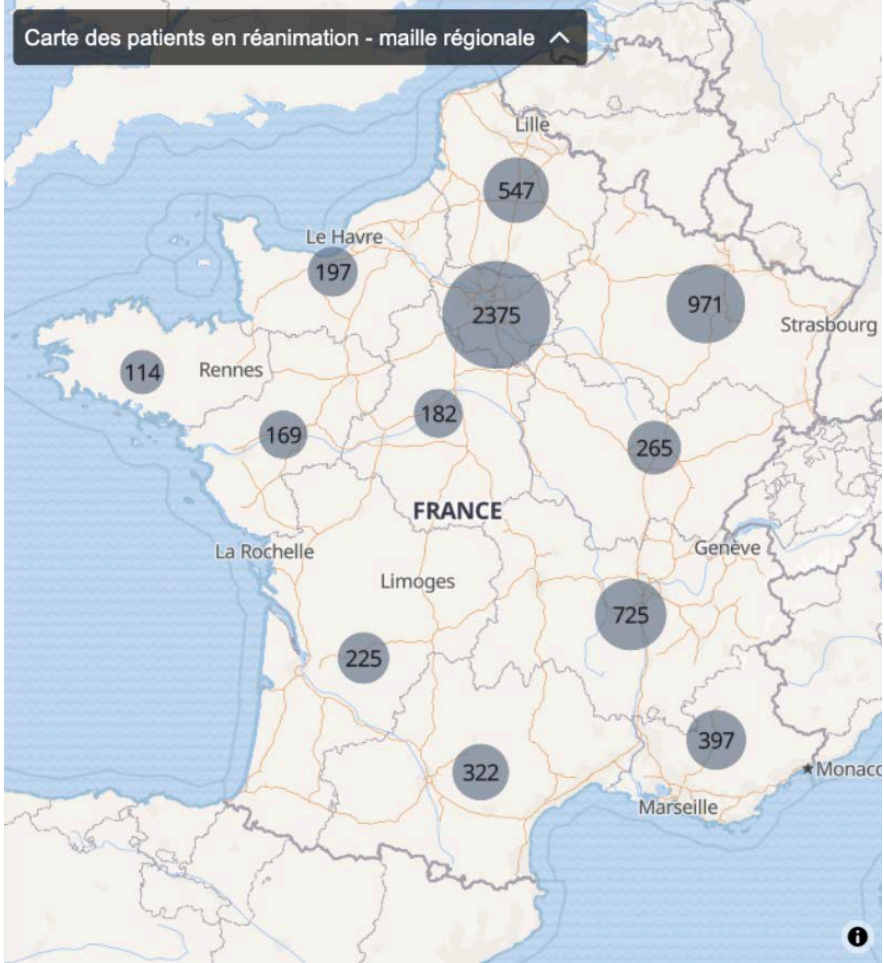 Carte des patients en réanimation - maille régionale
Lille
547
Le Havre
197
2375
971
Strasbourg
114
Rennes
182
169
265
FRANCE
La Rochelle
Genève
Limoges
725
225
397
322
Monaco
Marseille
i